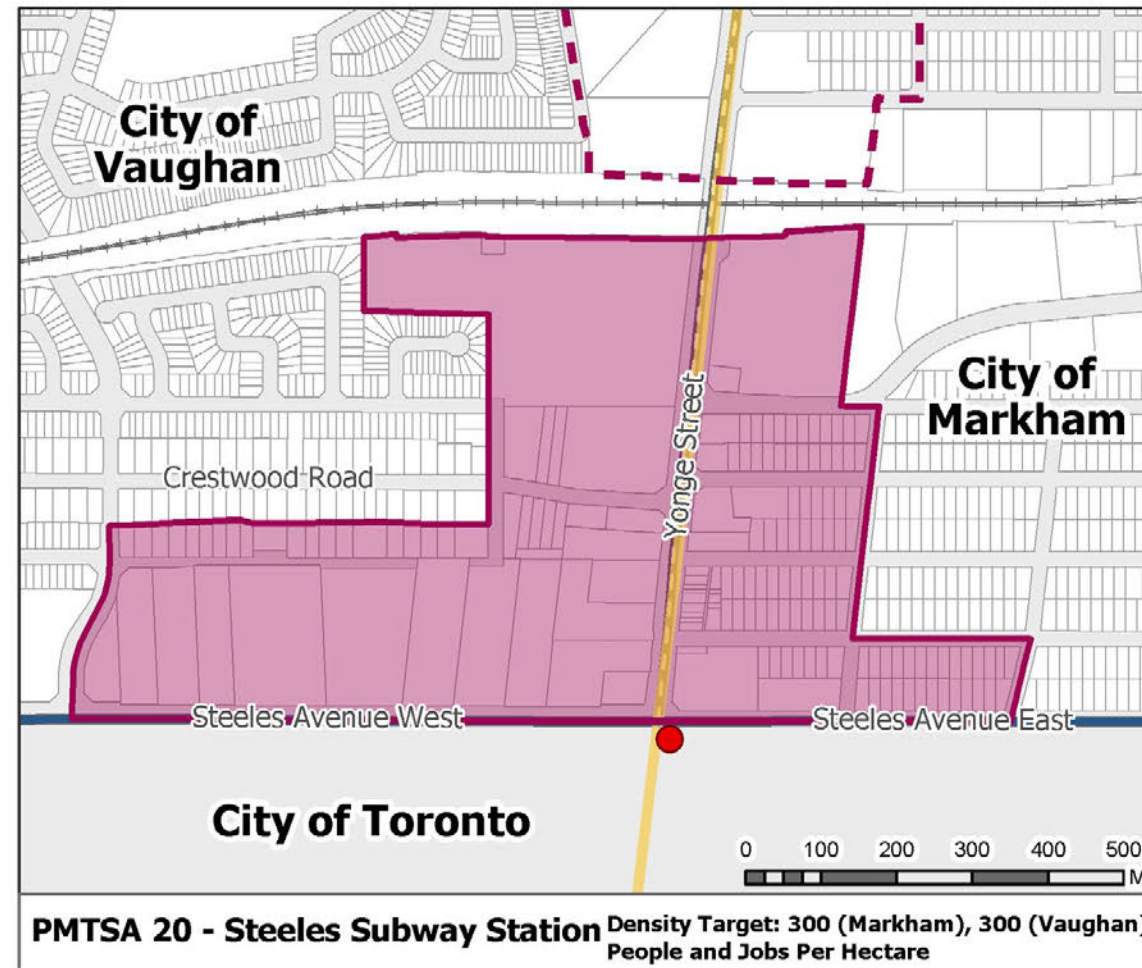 City of
Vaughan
City of
Markham
Yonge Street
Crestwood Road
Steeles Avenue West
Steeles Avenue East
City of Toronto
0 100 200 300 400 500
M
PMTSA 20 - Steeles Subway Station
Density Target: 300 (Markham), 300 (Vaughan)
People and Jobs Per Hectare